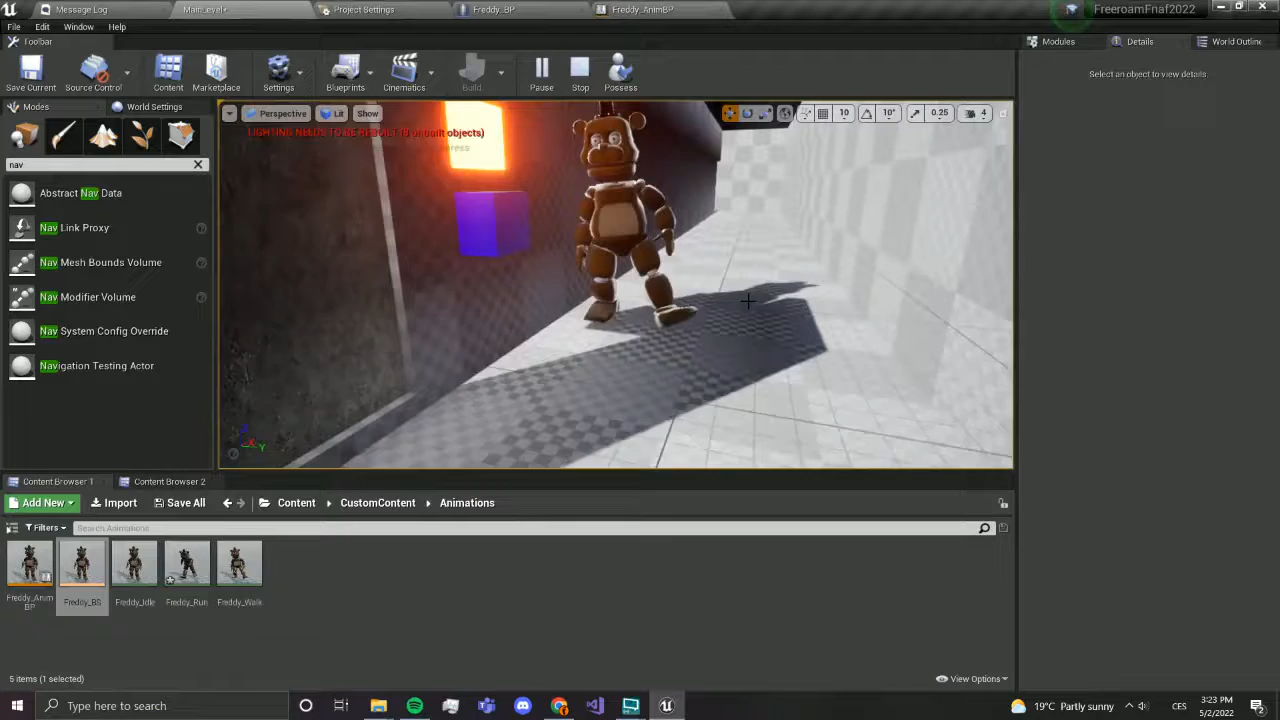 Message Log
Main_level*
Project Settings
Freddy_BP
Freddy_AnimBP
FreeroamFnaf2022
File
Edit
Window
Help
Toolbar
Modules
Details
World Outline
Save Current
Source Control
Content
Marketplace
Settings
Blueprints
Cinematics
Build
Pause
Stop
Possess
Select an object to view details.
Modes
World Settings
nav
Abstract Nav Data
Nav Link Proxy
Nav Mesh Bounds Volume
Nav Modifier Volume
Nav System Config Override
Navigation Testing Actor
Perspective
Lit
Show
10
10°
0.25
4
LIGHTING NEEDS TO BE REBUILT (8 unbuilt objects)
X
Y
Content Browser 1
Content Browser 2
Add New
Import
Save All
Content
CustomContent
Animations
Filters
Search Animations
Freddy_Anim
BP
Freddy_BS
Freddy_Idle
Freddy_Run
Freddy_Walk
5 items (1 selected)
View Options
Type here to search
19°C Partly sunny
CES
3:23 PM
5/2/2022